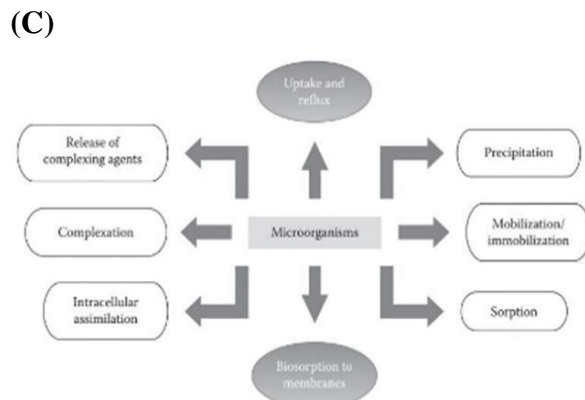 (C)
Uptake and
reflux
Release of
complexing agents
Precipitation
Complexation
Microorganisms
Mobilization/
immobilization
Intracellular
assimilation
Sorption
Biosorption to
membranes